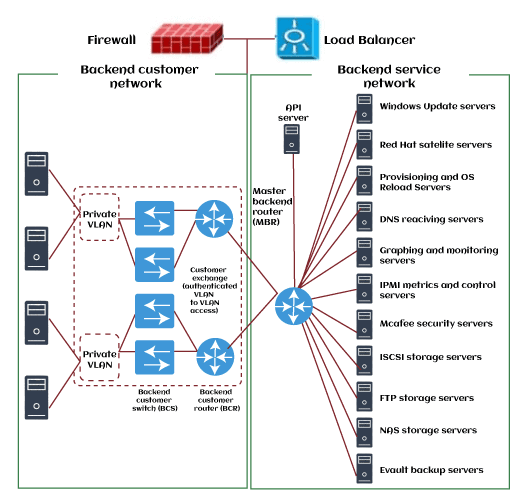 Firewall
Load Balancer
Backend customer
network
Backend service
network
API
server
Windows Update servers
Red Hat satelite servers
Provisioning and OS
Reload Servers
Master
backend
router
(MBR)
DNS reaciving servers
Graphing and monitoring
servers
IPMI metrics and control
servers
Mcafee security servers
ISCSI storage servers
FTP storage servers
NAS storage servers
Evault backup servers
Private
VLAN
Customer
exchange
(authenticated
VLAN
to VLAN
access)
Private
VLAN
Backend
customer
switch (BCS)
Backend
customer
router (BCR)